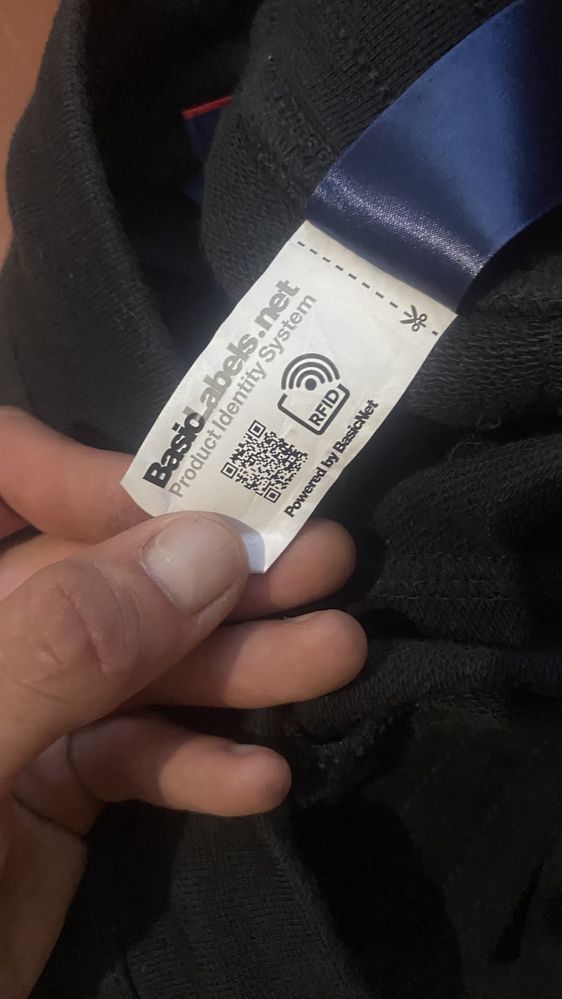 BasicLabels.net
Product Identity System
RFID
Powered by BasicNet